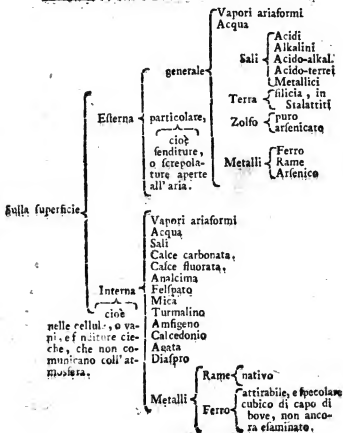 Vapori ariaformi
Acqua
Acidi
Alkalini
Sali
Acido-alkal.
Acido-terrei
generale
Metallici
Terra
silicia, in
Stalattiti
Zolfo
puro
arsenicato
Esterna
particolare,
cioè
fenditure,
o screpola-
ture aperte
all'aria.
Metalli
Ferro
Rame
Arsenico
Sulla superficie
Vapori ariaformi
Acqua
Sali
Calce carbonata,
Calce fluorata,
Analcima
Interna
Felspato
cioè
Mica
nelle cellul., o va-
Turmalino
ni, e fenditure cie-
Amfigeno
che, che non co-
Calcedonio
municano coll'at-
Agata
mosfera.
Diaspro
Rame
nativo
Metalli
Ferro
attirabile, e specolare
cubico di capo di
bove, non anco-
ra esaminato.